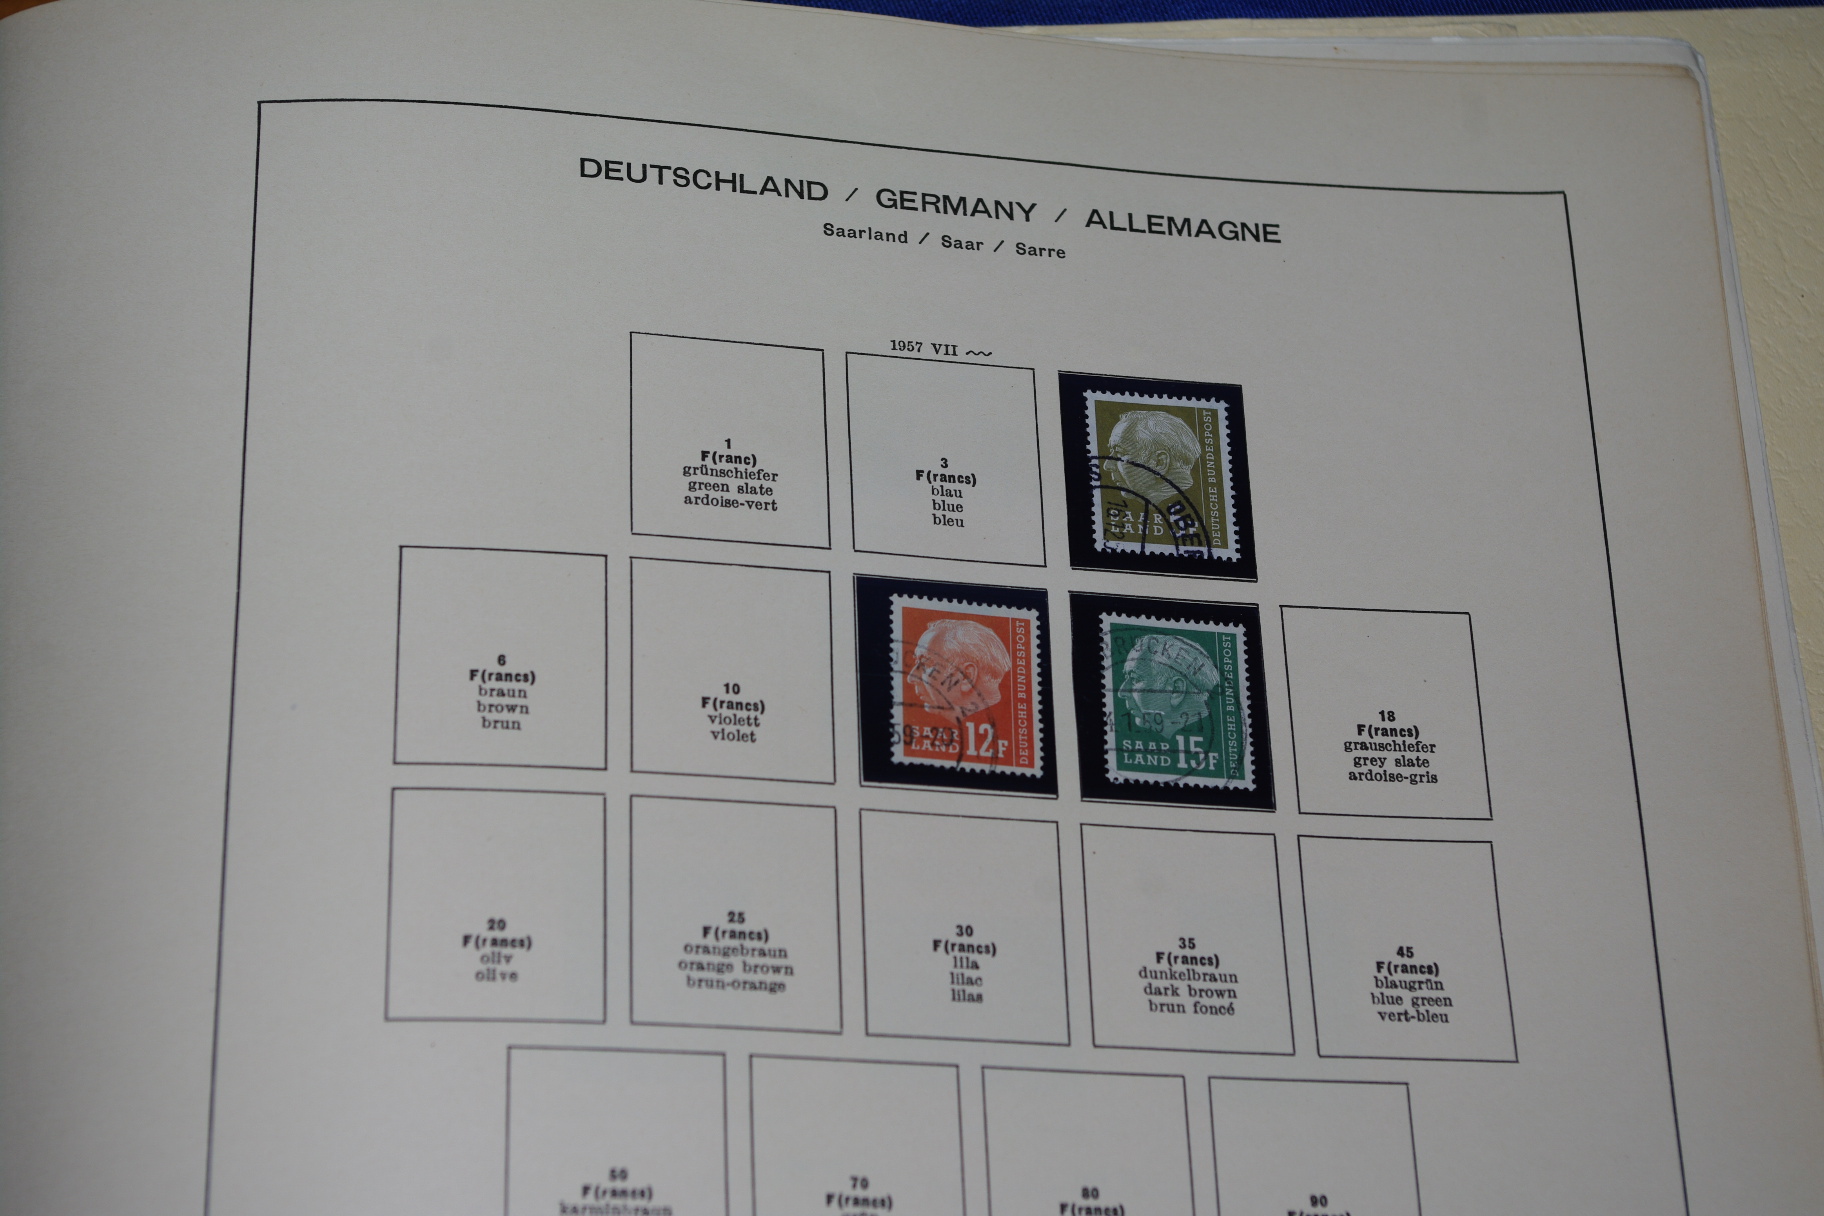 DEUTSCHLAND / GERMANY / ALLEMAGNE
Saarland / Saar / Sarre
1957 VII
1
F(ranc)
grünschiefer
green slate
ardoise-vert
3
F(rancs)
blau
blue
bleu
DEUTSCHE BUNDESPOST
SAAR
LAND
6
F(rancs)
braun
brown
brun
10
F(rancs)
violett
violet
SAAR
LAND 12F
DEUTSCHE BUNDESPOST
ÜCKEN
59
SAAR
LAND 15F
DEUTSCHE BUNDESPOST
BRÜCKEN
18
F(rancs)
grauschiefer
grey slate
ardoise-gris
20
F(rancs)
oliv
olive
25
F(rancs)
orangebraun
orange brown
brun-orange
30
F(rancs)
lila
lilac
lilas
35
F(rancs)
dunkelbraun
dark brown
brun foncé
45
F(rancs)
blaugrün
blue green
vert-bleu
50
F(rancs)
karminbraun
70
F(rancs)
80
F(rancs)
90